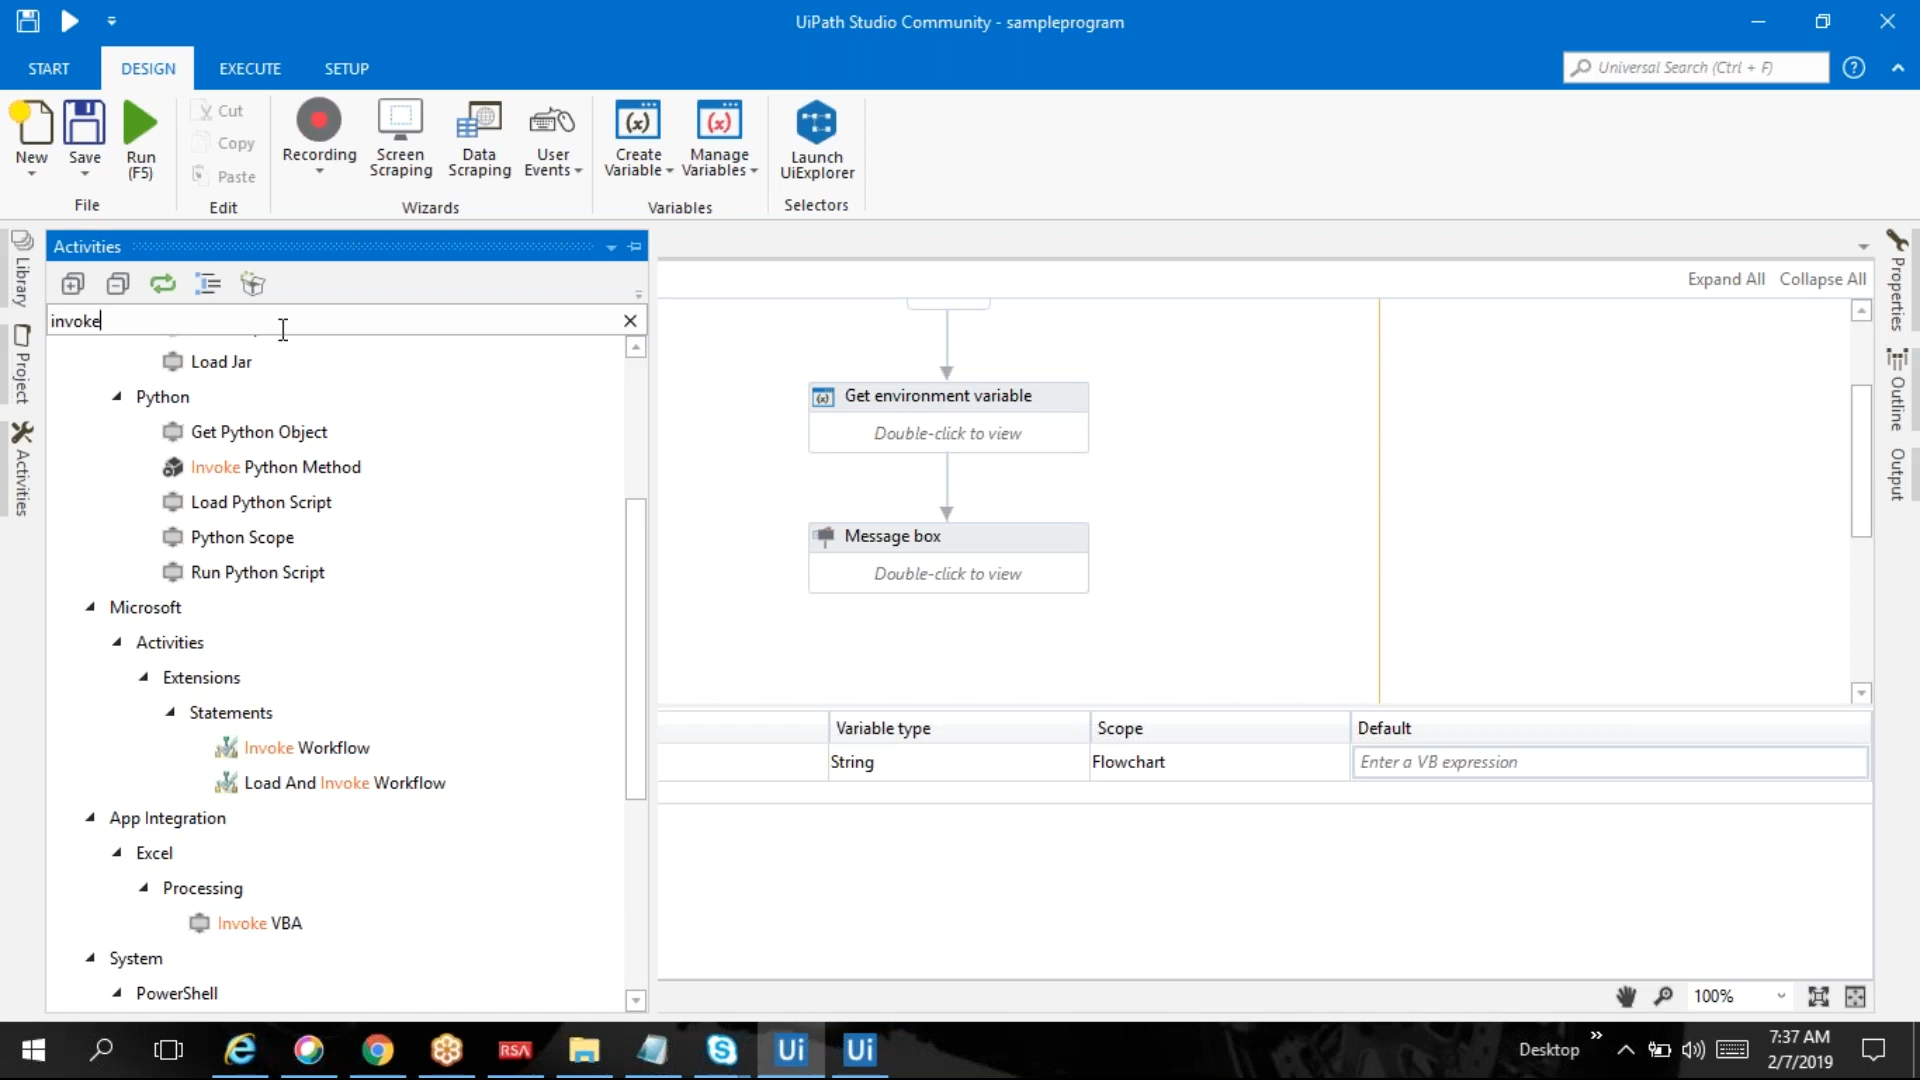 UiPath Studio Community - sampleprogram
START DESIGN EXECUTE SETUP
Universal Search (Ctrl + F)
New Save Run (F5)
File
Cut
Copy
Paste
Edit
Recording Screen Scraping Data Scraping User Events
Wizards
Create Variable Manage Variables
Variables
Launch UiExplorer
Selectors
Library
Project
Activities
Activities
invoke
Load Jar
Python
Get Python Object
Invoke Python Method
Load Python Script
Python Scope
Run Python Script
Microsoft
Activities
Extensions
Statements
Invoke Workflow
Load And Invoke Workflow
App Integration
Excel
Processing
Invoke VBA
System
PowerShell
Expand All Collapse All
Get environment variable
Double-click to view
Message box
Double-click to view
Variable type Scope Default
String Flowchart Enter a VB expression
100%
Properties
Outline
Output
RSA
Ui
Ui
Desktop
7:37 AM
2/7/2019